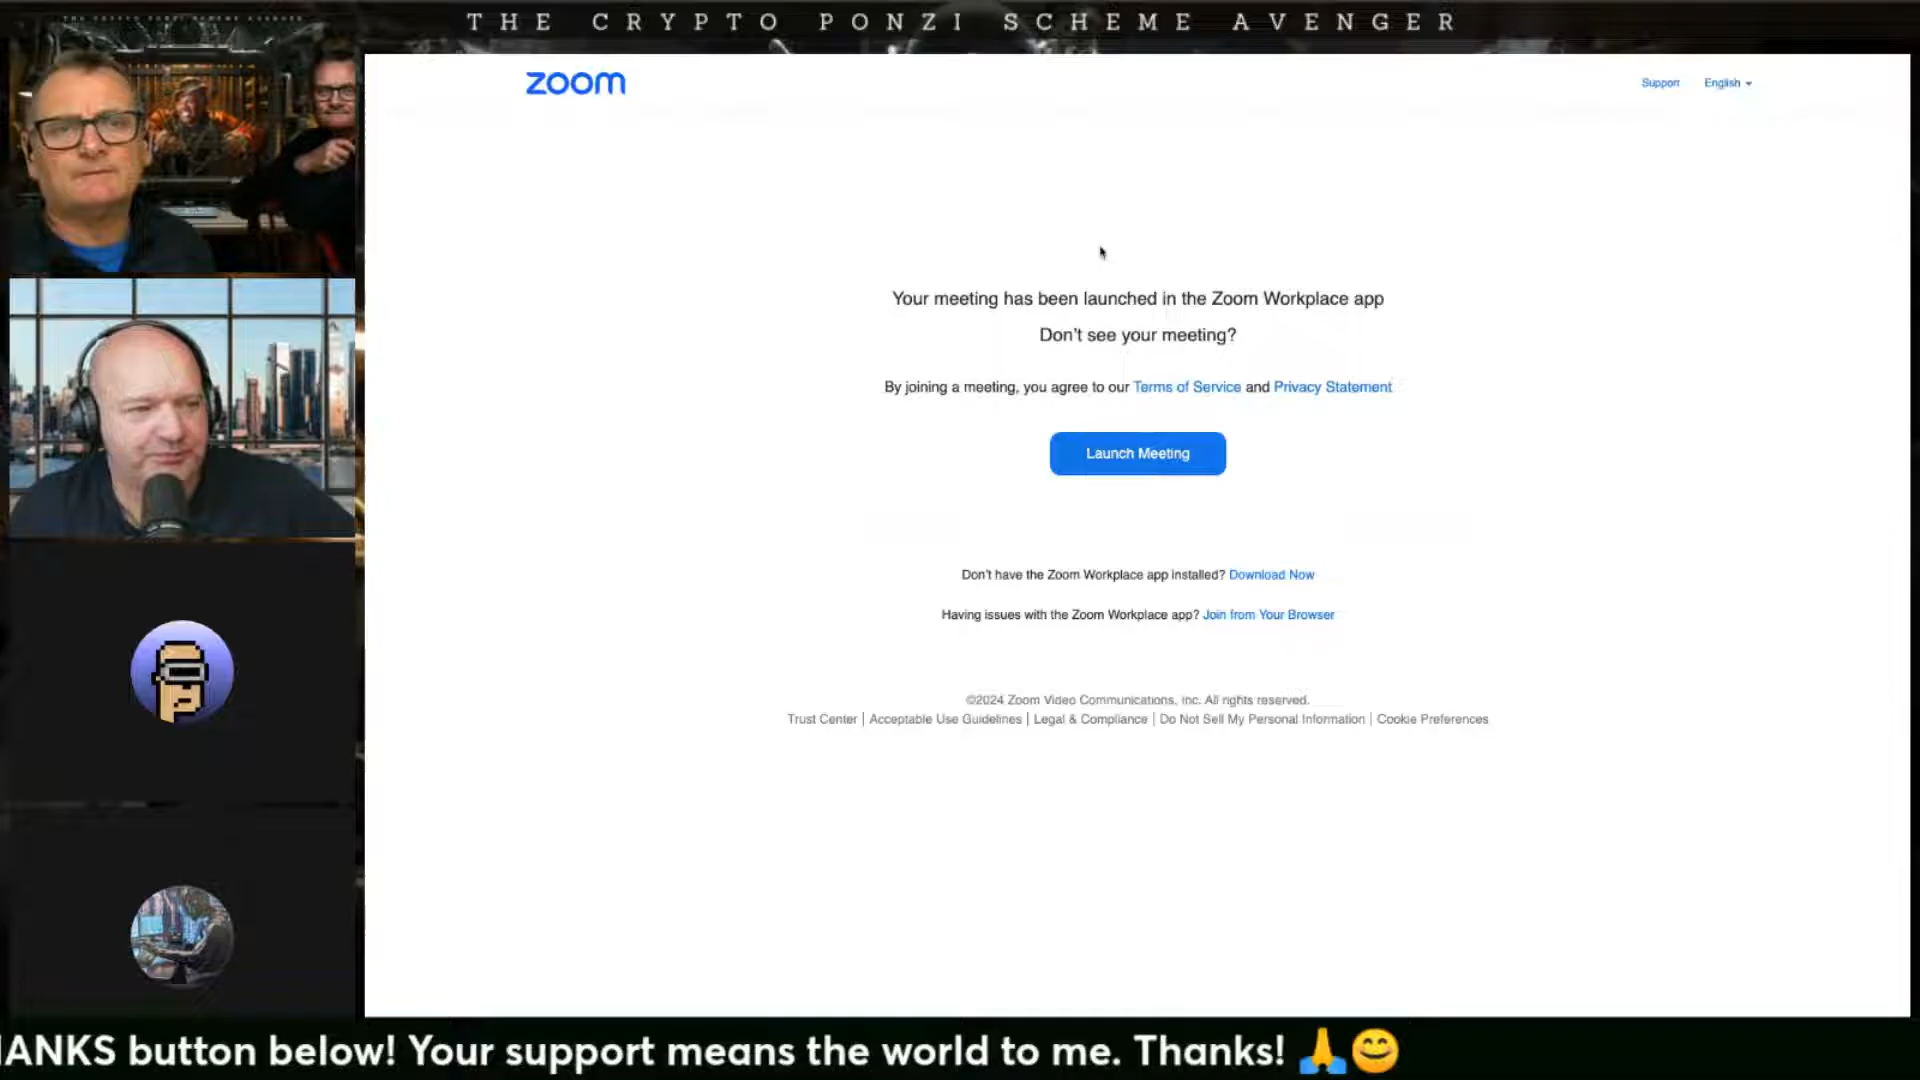 THE CRYPTO PONZI SCHEME AVENGER
zoom
Support
English
Your meeting has been launched in the Zoom Workplace app
Don't see your meeting?
By joining a meeting, you agree to our Terms of Service and Privacy Statement
Launch Meeting
Don't have the Zoom Workplace app installed? Download Now
Having issues with the Zoom Workplace app? Join from Your Browser
©2024 Zoom Video Communications, Inc. All rights reserved.
Trust Center | Acceptable Use Guidelines | Legal & Compliance | Do Not Sell My Personal Information | Cookie Preferences
HANKS button below! Your support means the world to me. Thanks! 🙏😊